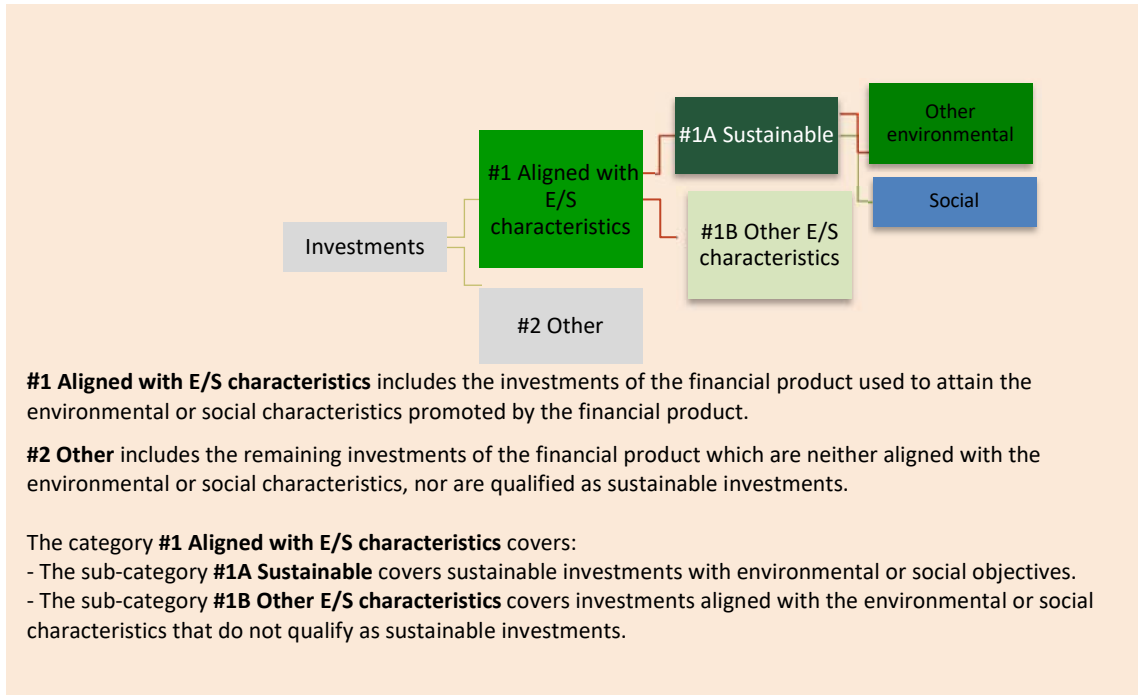 Other
environmental
#1A Sustainable
#1 Aligned with
E/S
characteristics
Social
#1B Other E/S
characteristics
Investments
#2 Other
#1 Aligned with E/S characteristics includes the investments of the financial product used to attain the
environmental or social characteristics promoted by the financial product.
#2 Other includes the remaining investments of the financial product which are neither aligned with the
environmental or social characteristics, nor are qualified as sustainable investments.
The category #1 Aligned with E/S characteristics covers:
- The sub-category #1A Sustainable covers sustainable investments with environmental or social objectives.
- The sub-category #1B Other E/S characteristics covers investments aligned with the environmental or social
characteristics that do not qualify as sustainable investments.